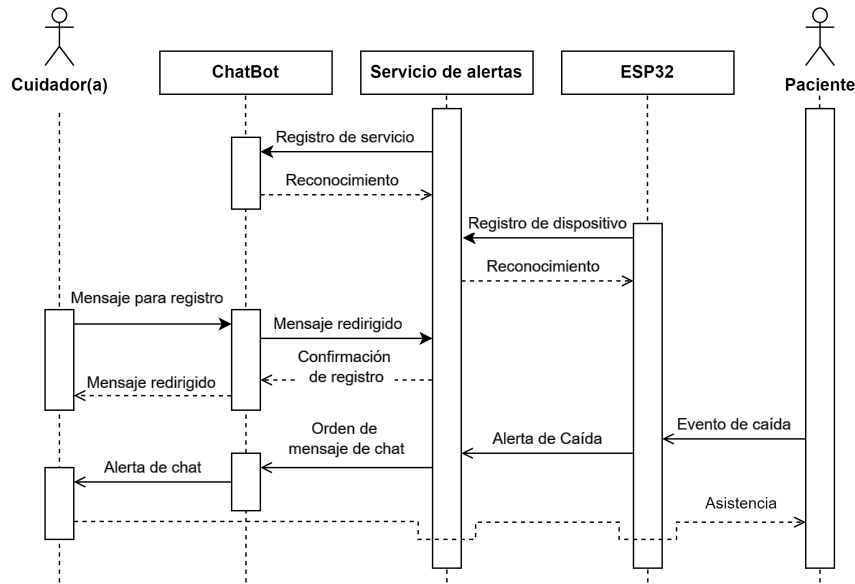 Cuidador(a)
ChatBot
Servicio de alertas
ESP32
Paciente
Registro de servicio
Reconocimiento
Registro de dispositivo
Reconocimiento
Mensaje para registro
Mensaje redirigido
Confirmación
de registro
Mensaje redirigido
Evento de caída
Alerta de Caída
Orden de
mensaje de chat
Alerta de chat
Asistencia